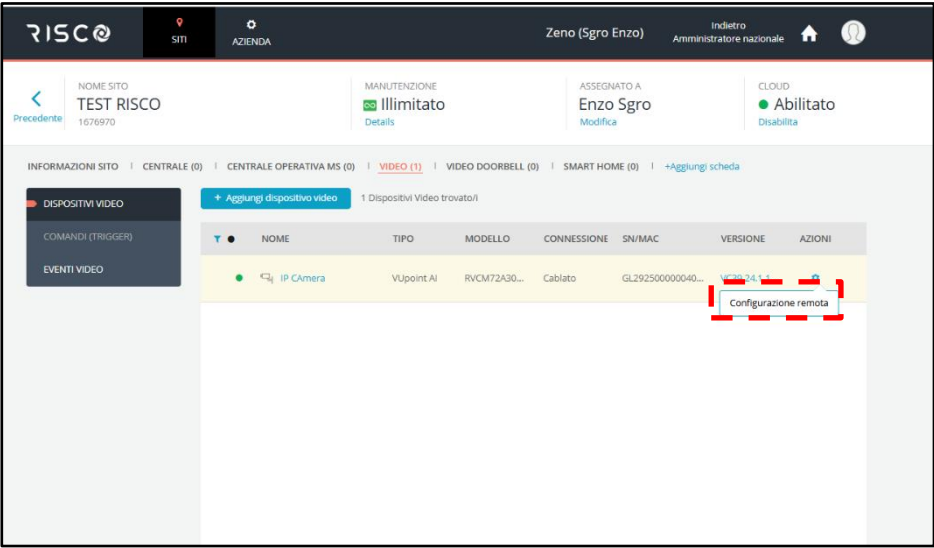 RISCO
SITI
AZIENDA
Zeno (Sgro Enzo)
Indietro
Amministratore nazionale
Precedente
NOME SITO
TEST RISCO
1676970
MANUTENZIONE
Illimitato
Details
ASSEGNATO A
Enzo Sgro
Modifica
CLOUD
Abilitato
Disabilita
INFORMAZIONI SITO | CENTRALE (0) | CENTRALE OPERATIVA MS (0) | VIDEO (1) | VIDEO DOORBELL (0) | SMART HOME (0) | +Aggiungi scheda
DISPOSITIVI VIDEO
COMANDI (TRIGGER)
EVENTI VIDEO
+ Aggiungi dispositivo video
1 Dispositivi Video trovato/i
NOME TIPO MODELLO CONNESSIONE SN/MAC VERSIONE AZIONI
IP CAmera VUpoint AI RVCM72A30... Cablato GL292500000040...
Configurazione remota